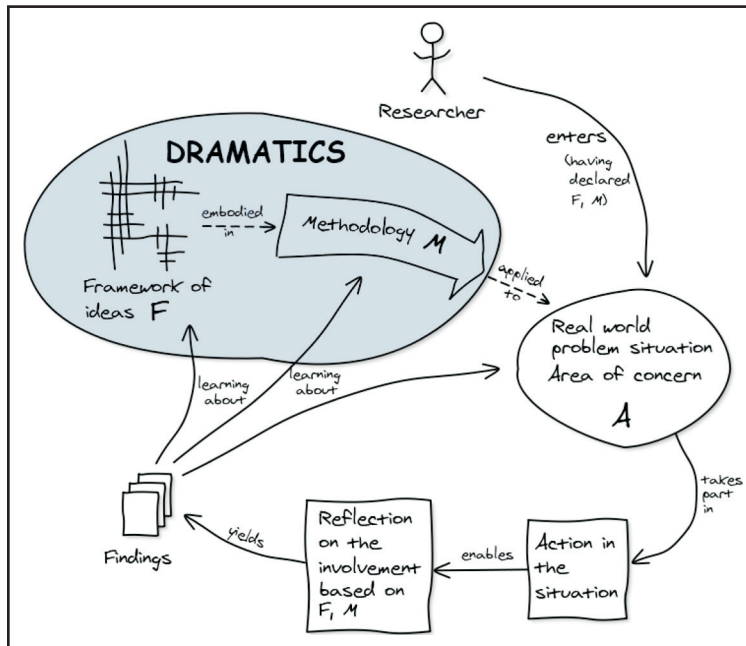 Researcher
enters
(having
declared
F, M)
DRAMATICS
embodied
in
Methodology M
Framework of
ideas F
applied
to
Real world
problem situation
Area of concern
A
learning
about
learning
about
takes
part
in
Findings
yields
Reflection
on the
involvement
based on
F, M
enables
Action in
the
situation